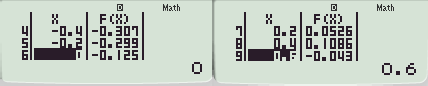 D Math
X F(X)
4 -0.4 -0.307
5 -0.2 -0.299
6 -0.125
0
D Math
X F(X)
7 0.2 0.0526
8 0.4 0.1086
9 -0.043
0.6